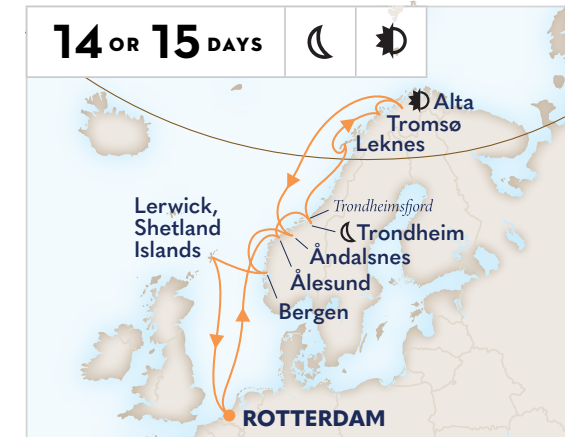 14 OR 15 DAYS
Alta
Tromsø
Leknes
Lerwick,
Shetland
Islands
Trondheimsfjord
Trondheim
Åndalsnes
Ålesund
Bergen
ROTTERDAM